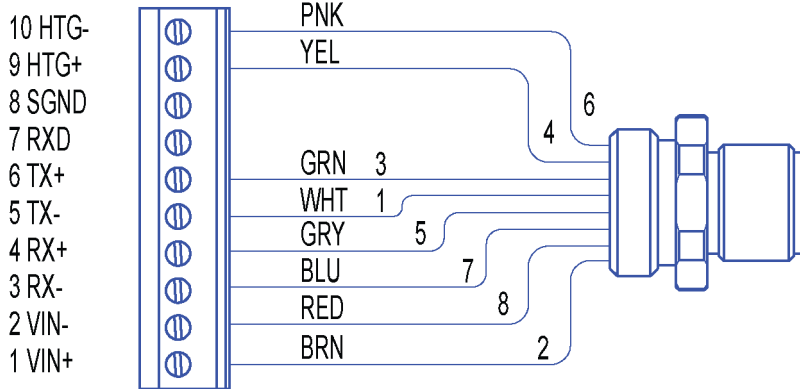 PNK
10 HTG-
YEL
9 HTG+
8 SGND
6
7 RXD
4
6 TX+
GRN 3
5 TX-
WHT 1
4 RX+
GRY 5
3 RX-
BLU 7
2 VIN-
RED 8
1 VIN+
BRN 2